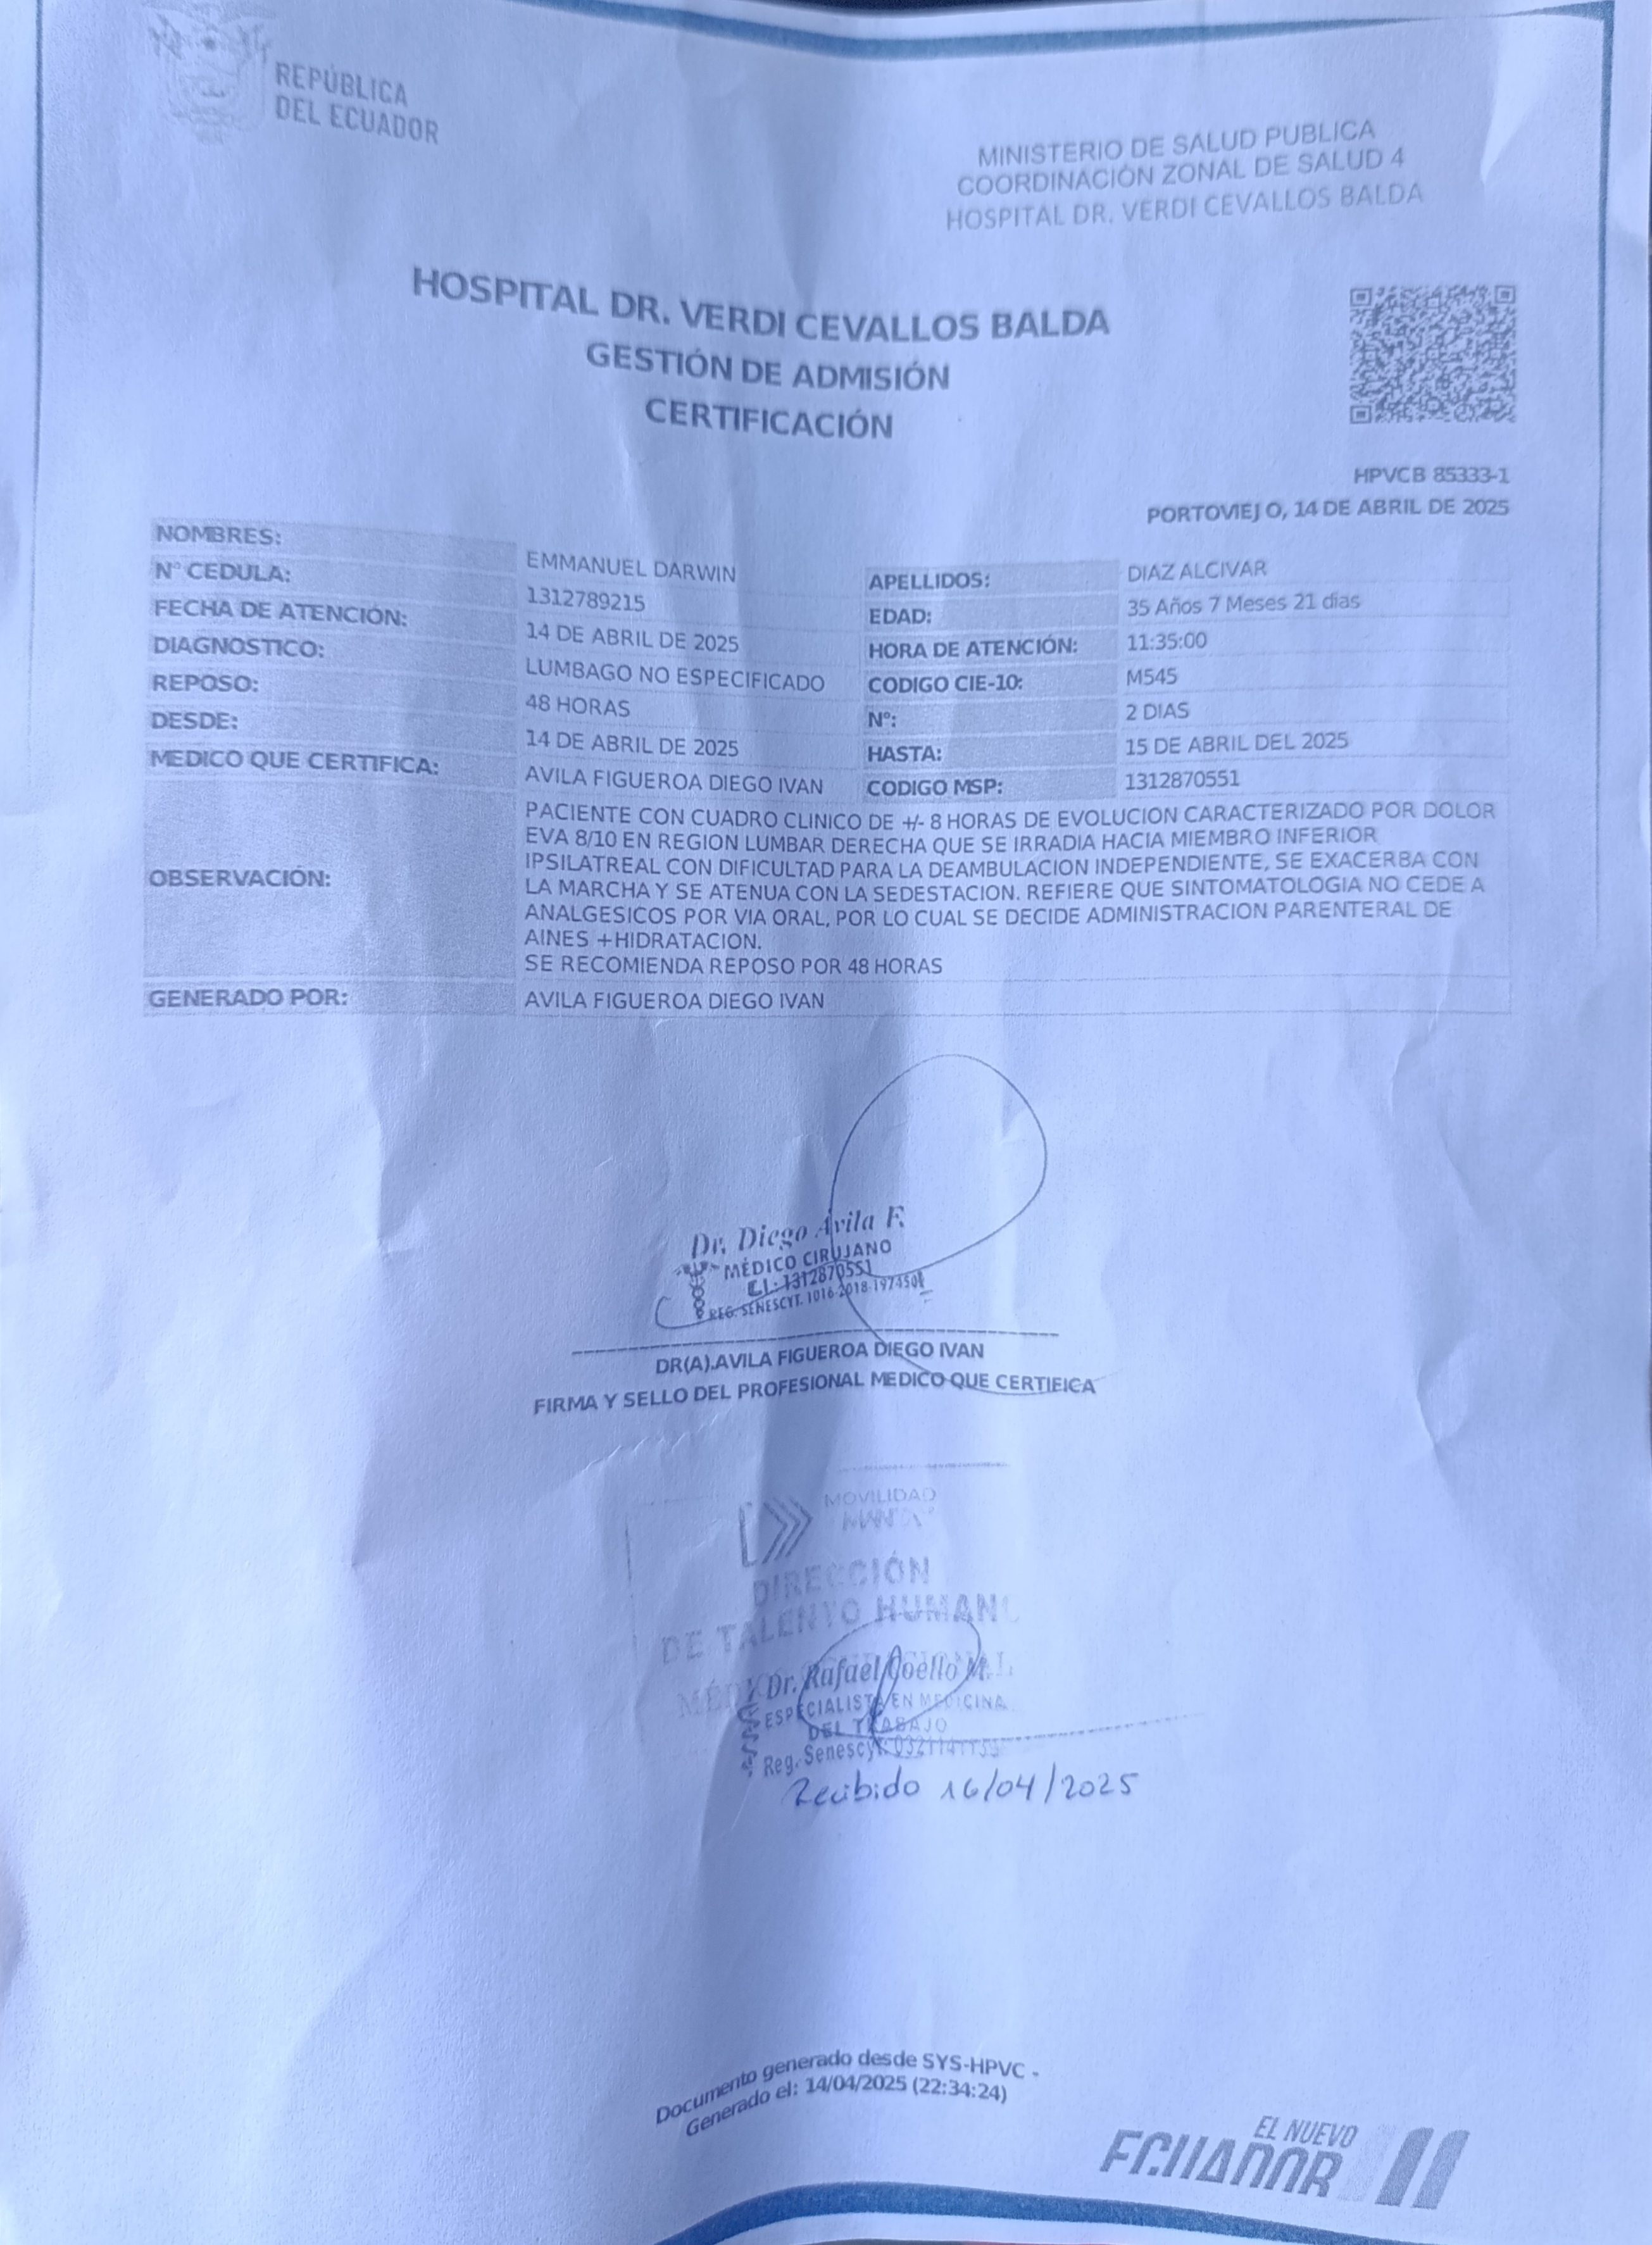 REPÚBLICA
DEL ECUADOR
MINISTERIO DE SALUD PUBLICA
COORDINACIÓN ZONAL DE SALUD 4
HOSPITAL DR. VERDI CEVALLOS BALDA
HOSPITAL DR. VERDI CEVALLOS BALDA
GESTIÓN DE ADMISIÓN
CERTIFICACIÓN
HPVCB 85333-1
PORTOVIEJO, 14 DE ABRIL DE 2025
NOMBRES: EMMANUEL DARWIN APELLIDOS: DIAZ ALCIVAR
N° CEDULA: 1312789215 EDAD: 35 Años 7 Meses 21 dias
FECHA DE ATENCIÓN: 14 DE ABRIL DE 2025 HORA DE ATENCIÓN: 11:35:00
DIAGNOSTICO: LUMBAGO NO ESPECIFICADO CODIGO CIE-10: M545
REPOSO: 48 HORAS Nº: 2 DIAS
DESDE: 14 DE ABRIL DE 2025 HASTA: 15 DE ABRIL DEL 2025
MEDICO QUE CERTIFICA: AVILA FIGUEROA DIEGO IVAN CODIGO MSP: 1312870551
OBSERVACIÓN: PACIENTE CON CUADRO CLINICO DE +/- 8 HORAS DE EVOLUCION CARACTERIZADO POR DOLOR
EVA 8/10 EN REGION LUMBAR DERECHA QUE SE IRRADIA HACIA MIEMBRO INFERIOR
IPSILATREAL CON DIFICULTAD PARA LA DEAMBULACION INDEPENDIENTE, SE EXACERBA CON
LA MARCHA Y SE ATENUA CON LA SEDESTACION. REFIERE QUE SINTOMATOLOGIA NO CEDE A
ANALGESICOS POR VIA ORAL, POR LO CUAL SE DECIDE ADMINISTRACION PARENTERAL DE
AINES +HIDRATACION.
SE RECOMIENDA REPOSO POR 48 HORAS
GENERADO POR: AVILA FIGUEROA DIEGO IVAN
Dr. Diego Avila F.
MÉDICO CIRUJANO
C.I.: 1312870551
REG. SENESCYT. 1016-2018-197450
DR(A).AVILA FIGUEROA DIEGO IVAN
FIRMA Y SELLO DEL PROFESIONAL MEDICO QUE CERTIFICA
MOVILIDAD
MANTA
DIRECCIÓN
DE TALENTO HUMANO
Dr. Rafael Coello M.
ESPECIALISTA EN MEDICINA
DEL TRABAJO
Reg. Senescyt:
Recibido 16/04/2025
Documento generado desde SYS-HPVC -
Generado el: 14/04/2025 (22:34:24)
EL NUEVO
ECUADOR